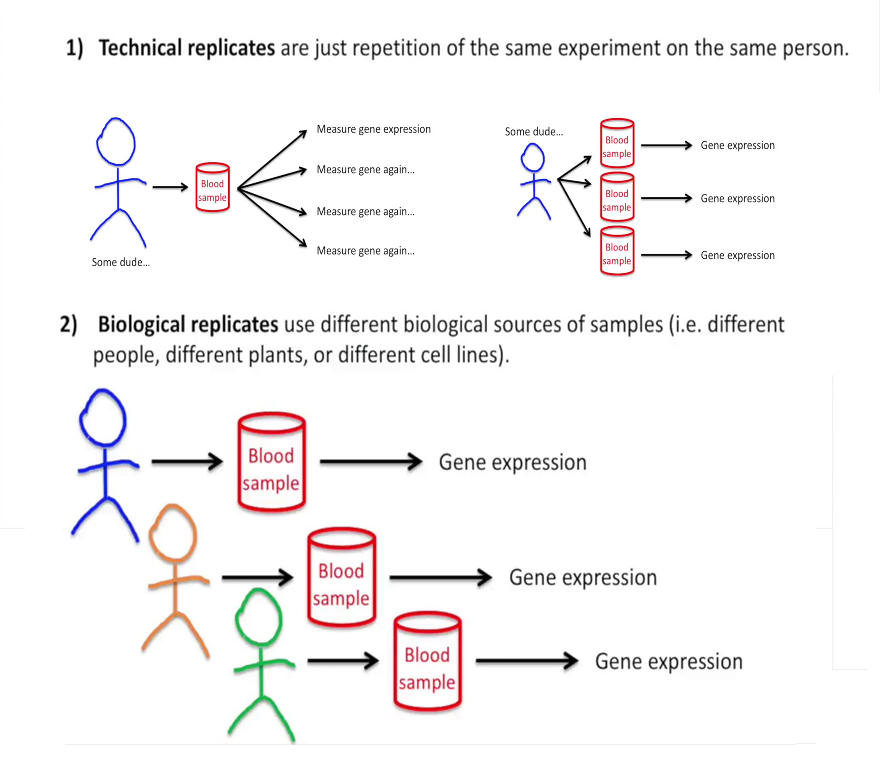 1) Technical replicates are just repetition of the same experiment on the same person.
Some dude...
Blood
sample
Measure gene expression
Measure gene again...
Measure gene again...
Measure gene again...
Some dude...
Blood
sample
Gene expression
Blood
sample
Gene expression
Blood
sample
Gene expression
2) Biological replicates use different biological sources of samples (i.e. different
people, different plants, or different cell lines).
Blood
sample
Gene expression
Blood
sample
Gene expression
Blood
sample
Gene expression